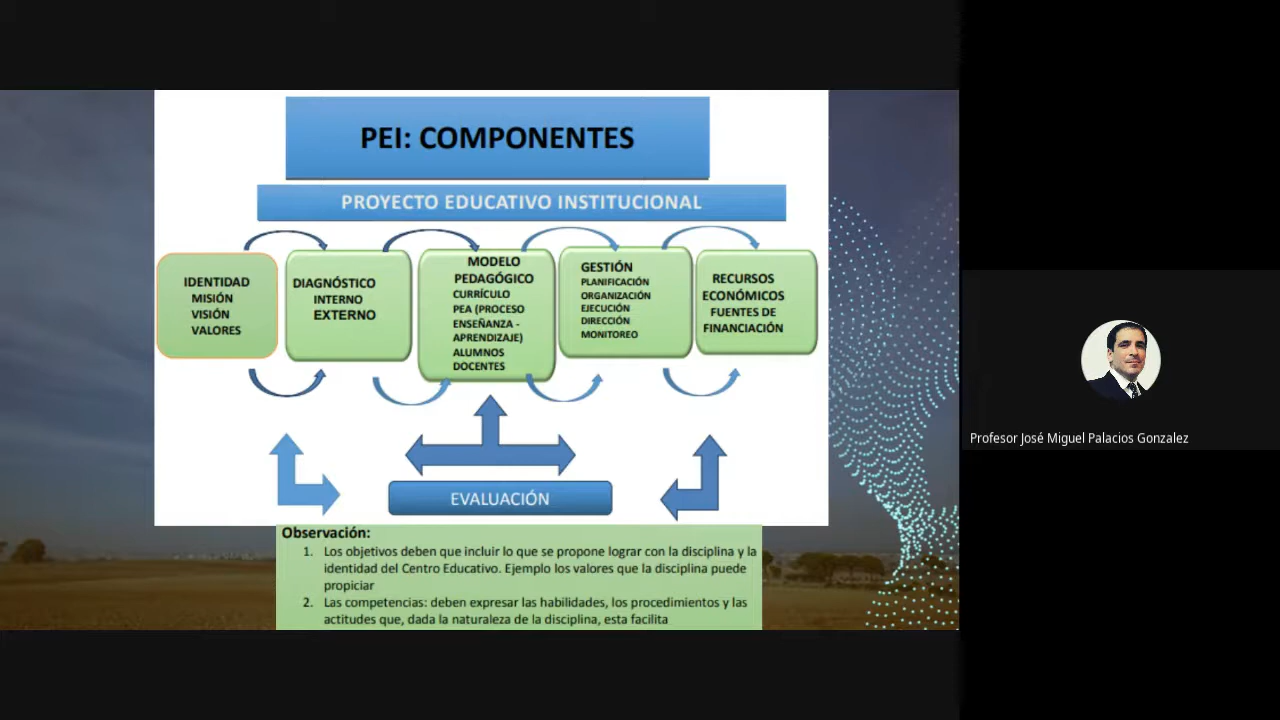 PEI: COMPONENTES
PROYECTO EDUCATIVO INSTITUCIONAL
IDENTIDAD
MISIÓN
VISIÓN
VALORES
DIAGNÓSTICO
INTERNO
EXTERNO
MODELO
PEDAGÓGICO
CURRÍCULO
PEA (PROCESO
ENSEÑANZA -
APRENDIZAJE)
ALUMNOS
DOCENTES
GESTIÓN
PLANIFICACIÓN
ORGANIZACIÓN
EJECUCIÓN
DIRECCIÓN
MONITOREO
RECURSOS
ECONÓMICOS
FUENTES DE
FINANCIACIÓN
EVALUACIÓN
Observación:
1. Los objetivos deben que incluir lo que se propone lograr con la disciplina y la
identidad del Centro Educativo. Ejemplo los valores que la disciplina puede
propiciar
2. Las competencias: deben expresar las habilidades, los procedimientos y las
actitudes que, dada la naturaleza de la disciplina, esta facilita
Profesor José Miguel Palacios Gonzalez